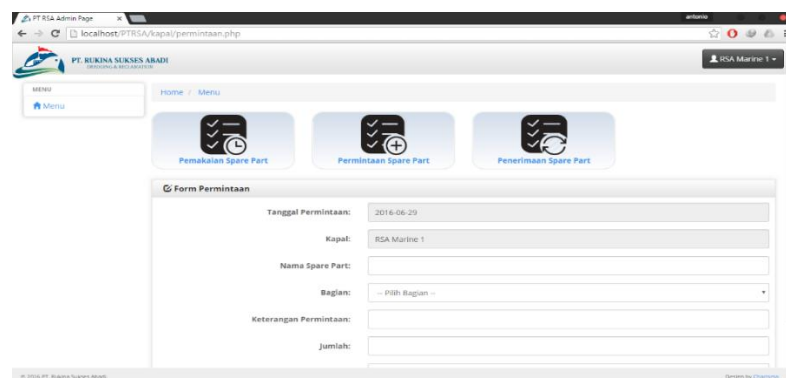 PT RSA Admin Page
antonio
localhost/PTRSA/kapal/permintaan.php
PT. RUKINA SUKSES ABADI
RSA Marine 1
MENU
Menu
Home / Menu
Pemakaian Spare Part
Permintaan Spare Part
Penerimaan Spare Part
Form Permintaan
Tanggal Permintaan: 2016-06-29
Kapal: RSA Marine 1
Nama Spare Part:
Bagian: -- Pilih Bagian --
Keterangan Permintaan:
Jumlah:
© 2016 PT. Rukina Sukses Abadi
Design by